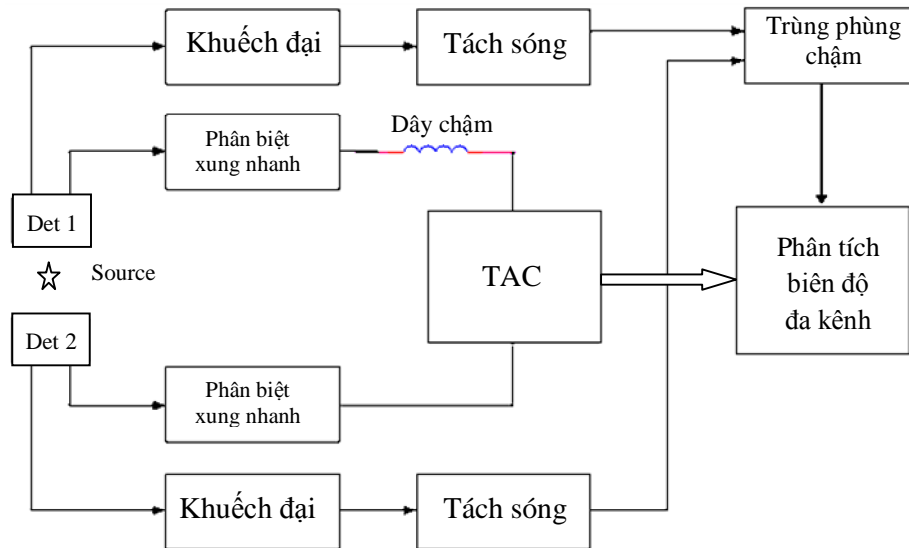 Khuếch đại
Tách sóng
Trùng phùng
chậm
Dây chậm
Phân biệt
xung nhanh
Det 1
Source
TAC
Phân tích
biên độ
đa kênh
Det 2
Phân biệt
xung nhanh
Khuếch đại
Tách sóng